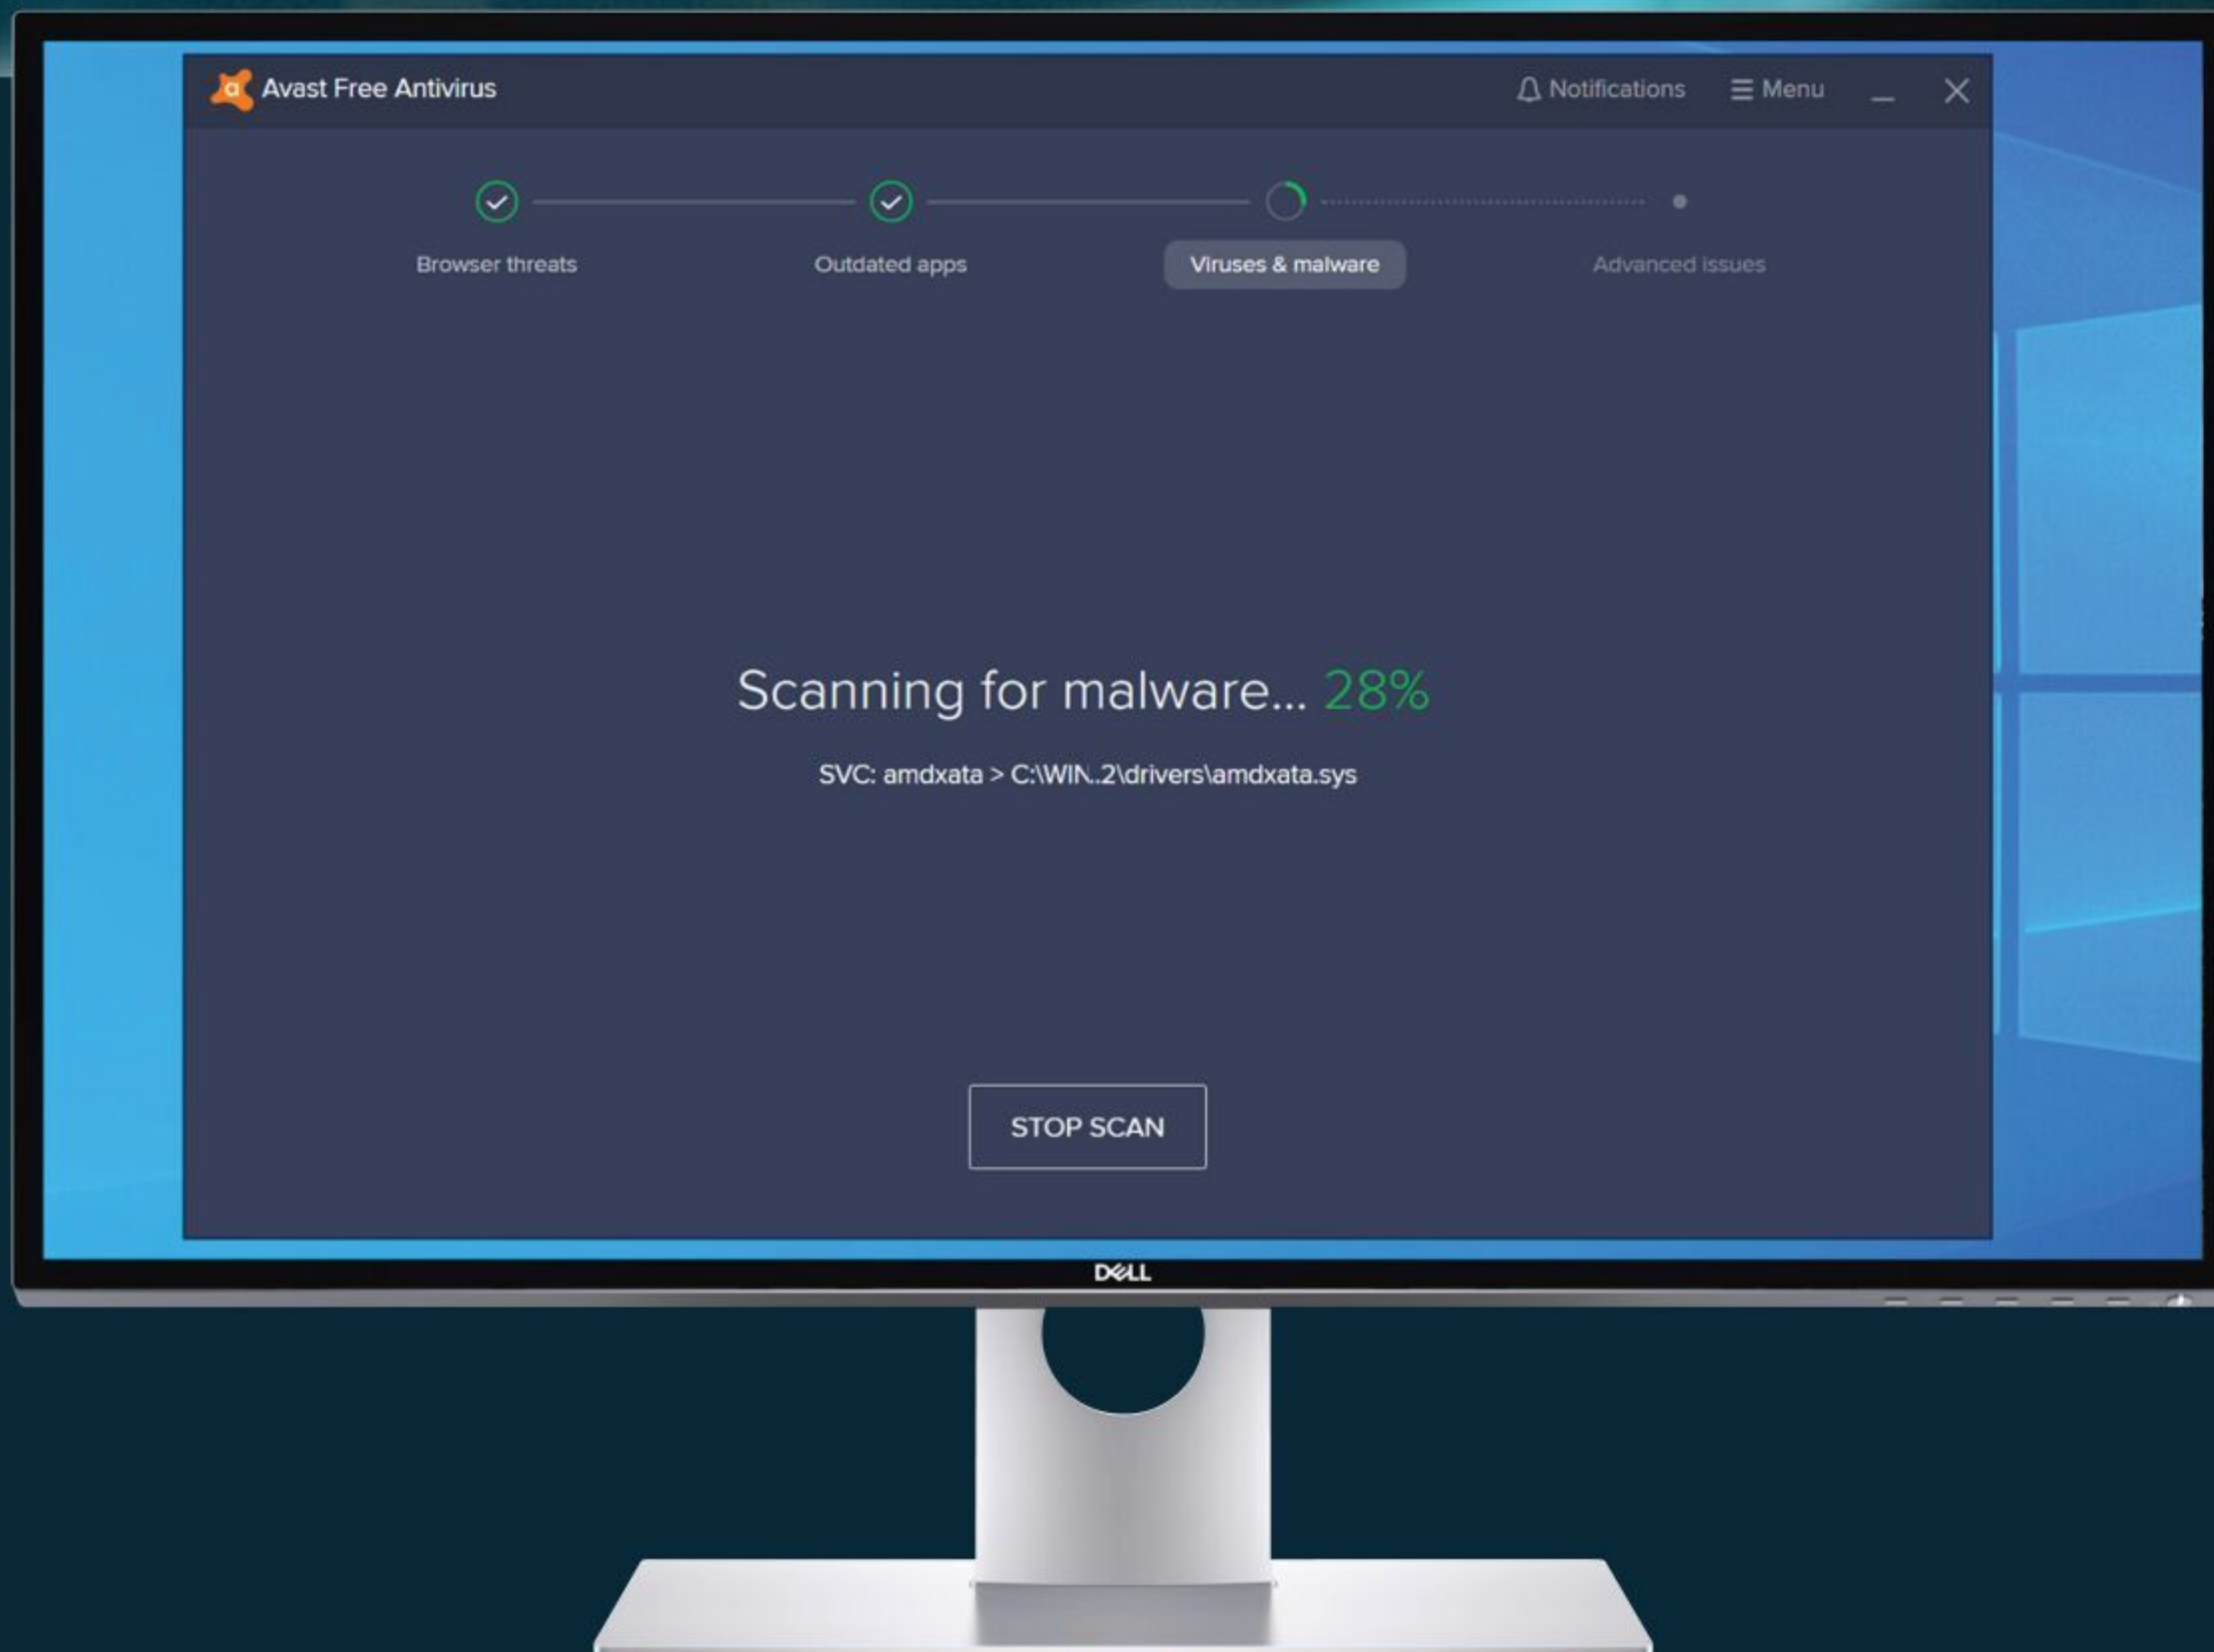 Avast Free Antivirus
Notifications
Menu
Browser threats
Outdated apps
Viruses & malware
Advanced issues
Scanning for malware... 28%
SVC: amdxata > C:\WIN..2\drivers\amdxata.sys
STOP SCAN
DELL